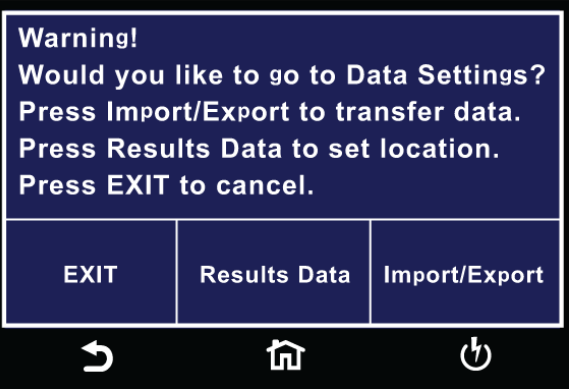 Warning!
Would you like to go to Data Settings?
Press Import/Export to transfer data.
Press Results Data to set location.
Press EXIT to cancel.
EXIT
Results Data
Import/Export